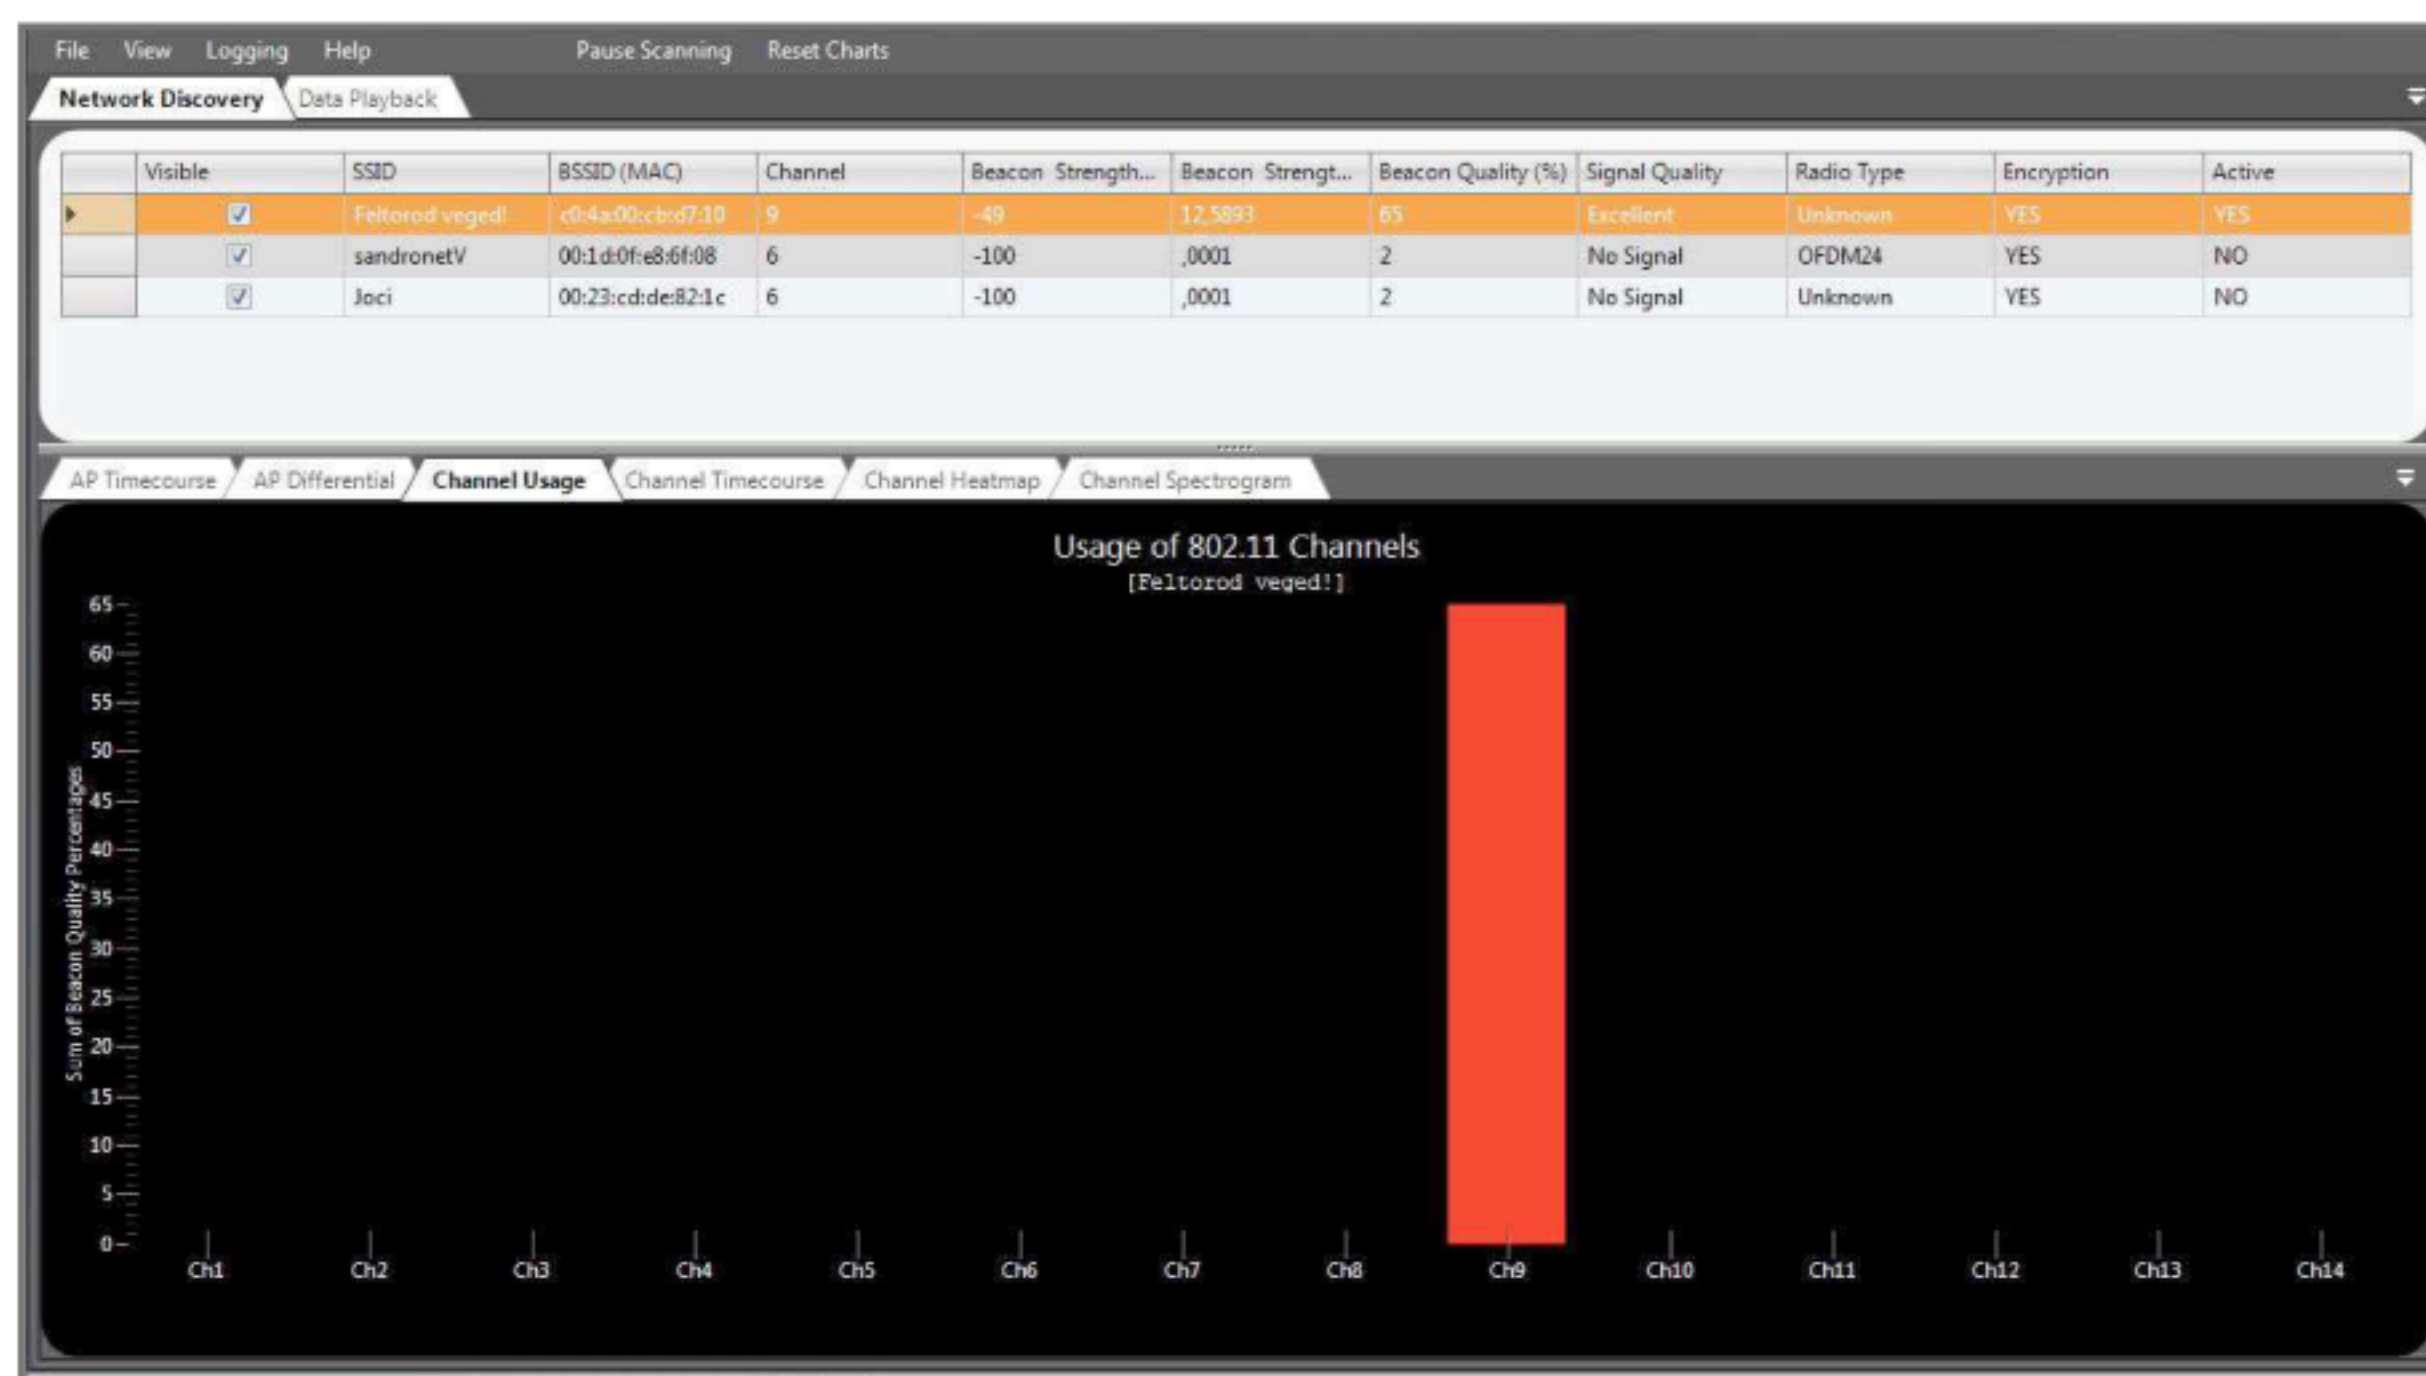 File View Logging Help Pause Scanning Reset Charts
Network Discovery Data Playback
Visible SSID BSSID (MAC) Channel Beacon Strength... Beacon Strengt... Beacon Quality (%) Signal Quality Radio Type Encryption Active
Feltorod veged! c0:4a:00:cb:d7:10 9 -49 12,5893 65 Excellent Unknown YES YES
sandronetV 00:1d:0f:e8:6f:08 6 -100 ,0001 2 No Signal OFDM24 YES NO
Joci 00:23:cd:de:82:1c 6 -100 ,0001 2 No Signal Unknown YES NO
AP Timecourse AP Differential Channel Usage Channel Timecourse Channel Heatmap Channel Spectrogram
Usage of 802.11 Channels
[Feltorod veged!]
Sum of Beacon Quality Percentages
65
60
55
50
45
40
35
30
25
20
15
10
5
0
Ch1 Ch2 Ch3 Ch4 Ch5 Ch6 Ch7 Ch8 Ch9 Ch10 Ch11 Ch12 Ch13 Ch14